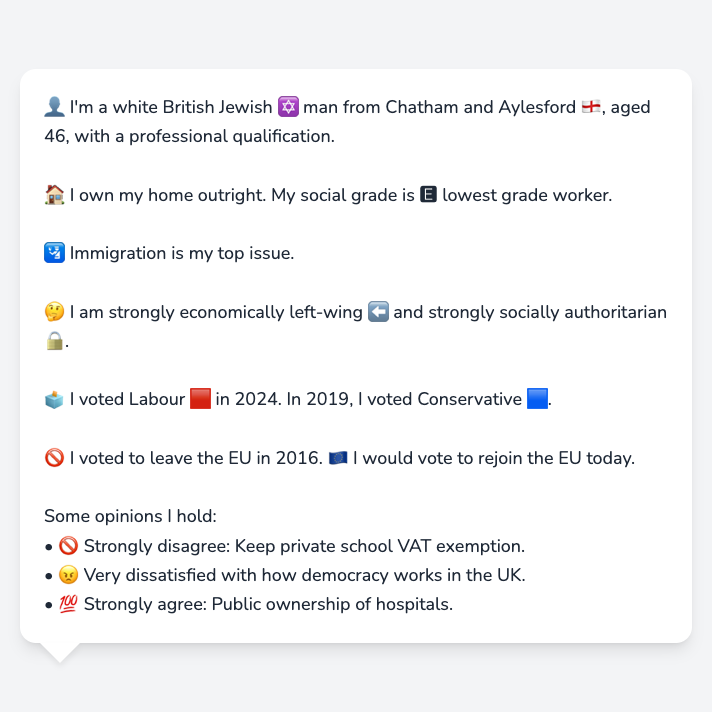 👤 I'm a white British Jewish ✡️ man from Chatham and Aylesford 🏴󠁧󠁢󠁥󠁮󠁧󠁿, aged
46, with a professional qualification.
🏠 I own my home outright. My social grade is 🅴 lowest grade worker.
🛂 Immigration is my top issue.
🤔 I am strongly economically left-wing ⬅️ and strongly socially authoritarian
🔒.
🗳️ I voted Labour 🟥 in 2024. In 2019, I voted Conservative 🟦.
🚫 I voted to leave the EU in 2016. 🇪🇺 I would vote to rejoin the EU today.
Some opinions I hold:
• 🚫 Strongly disagree: Keep private school VAT exemption.
• 😠 Very dissatisfied with how democracy works in the UK.
• 💯 Strongly agree: Public ownership of hospitals.